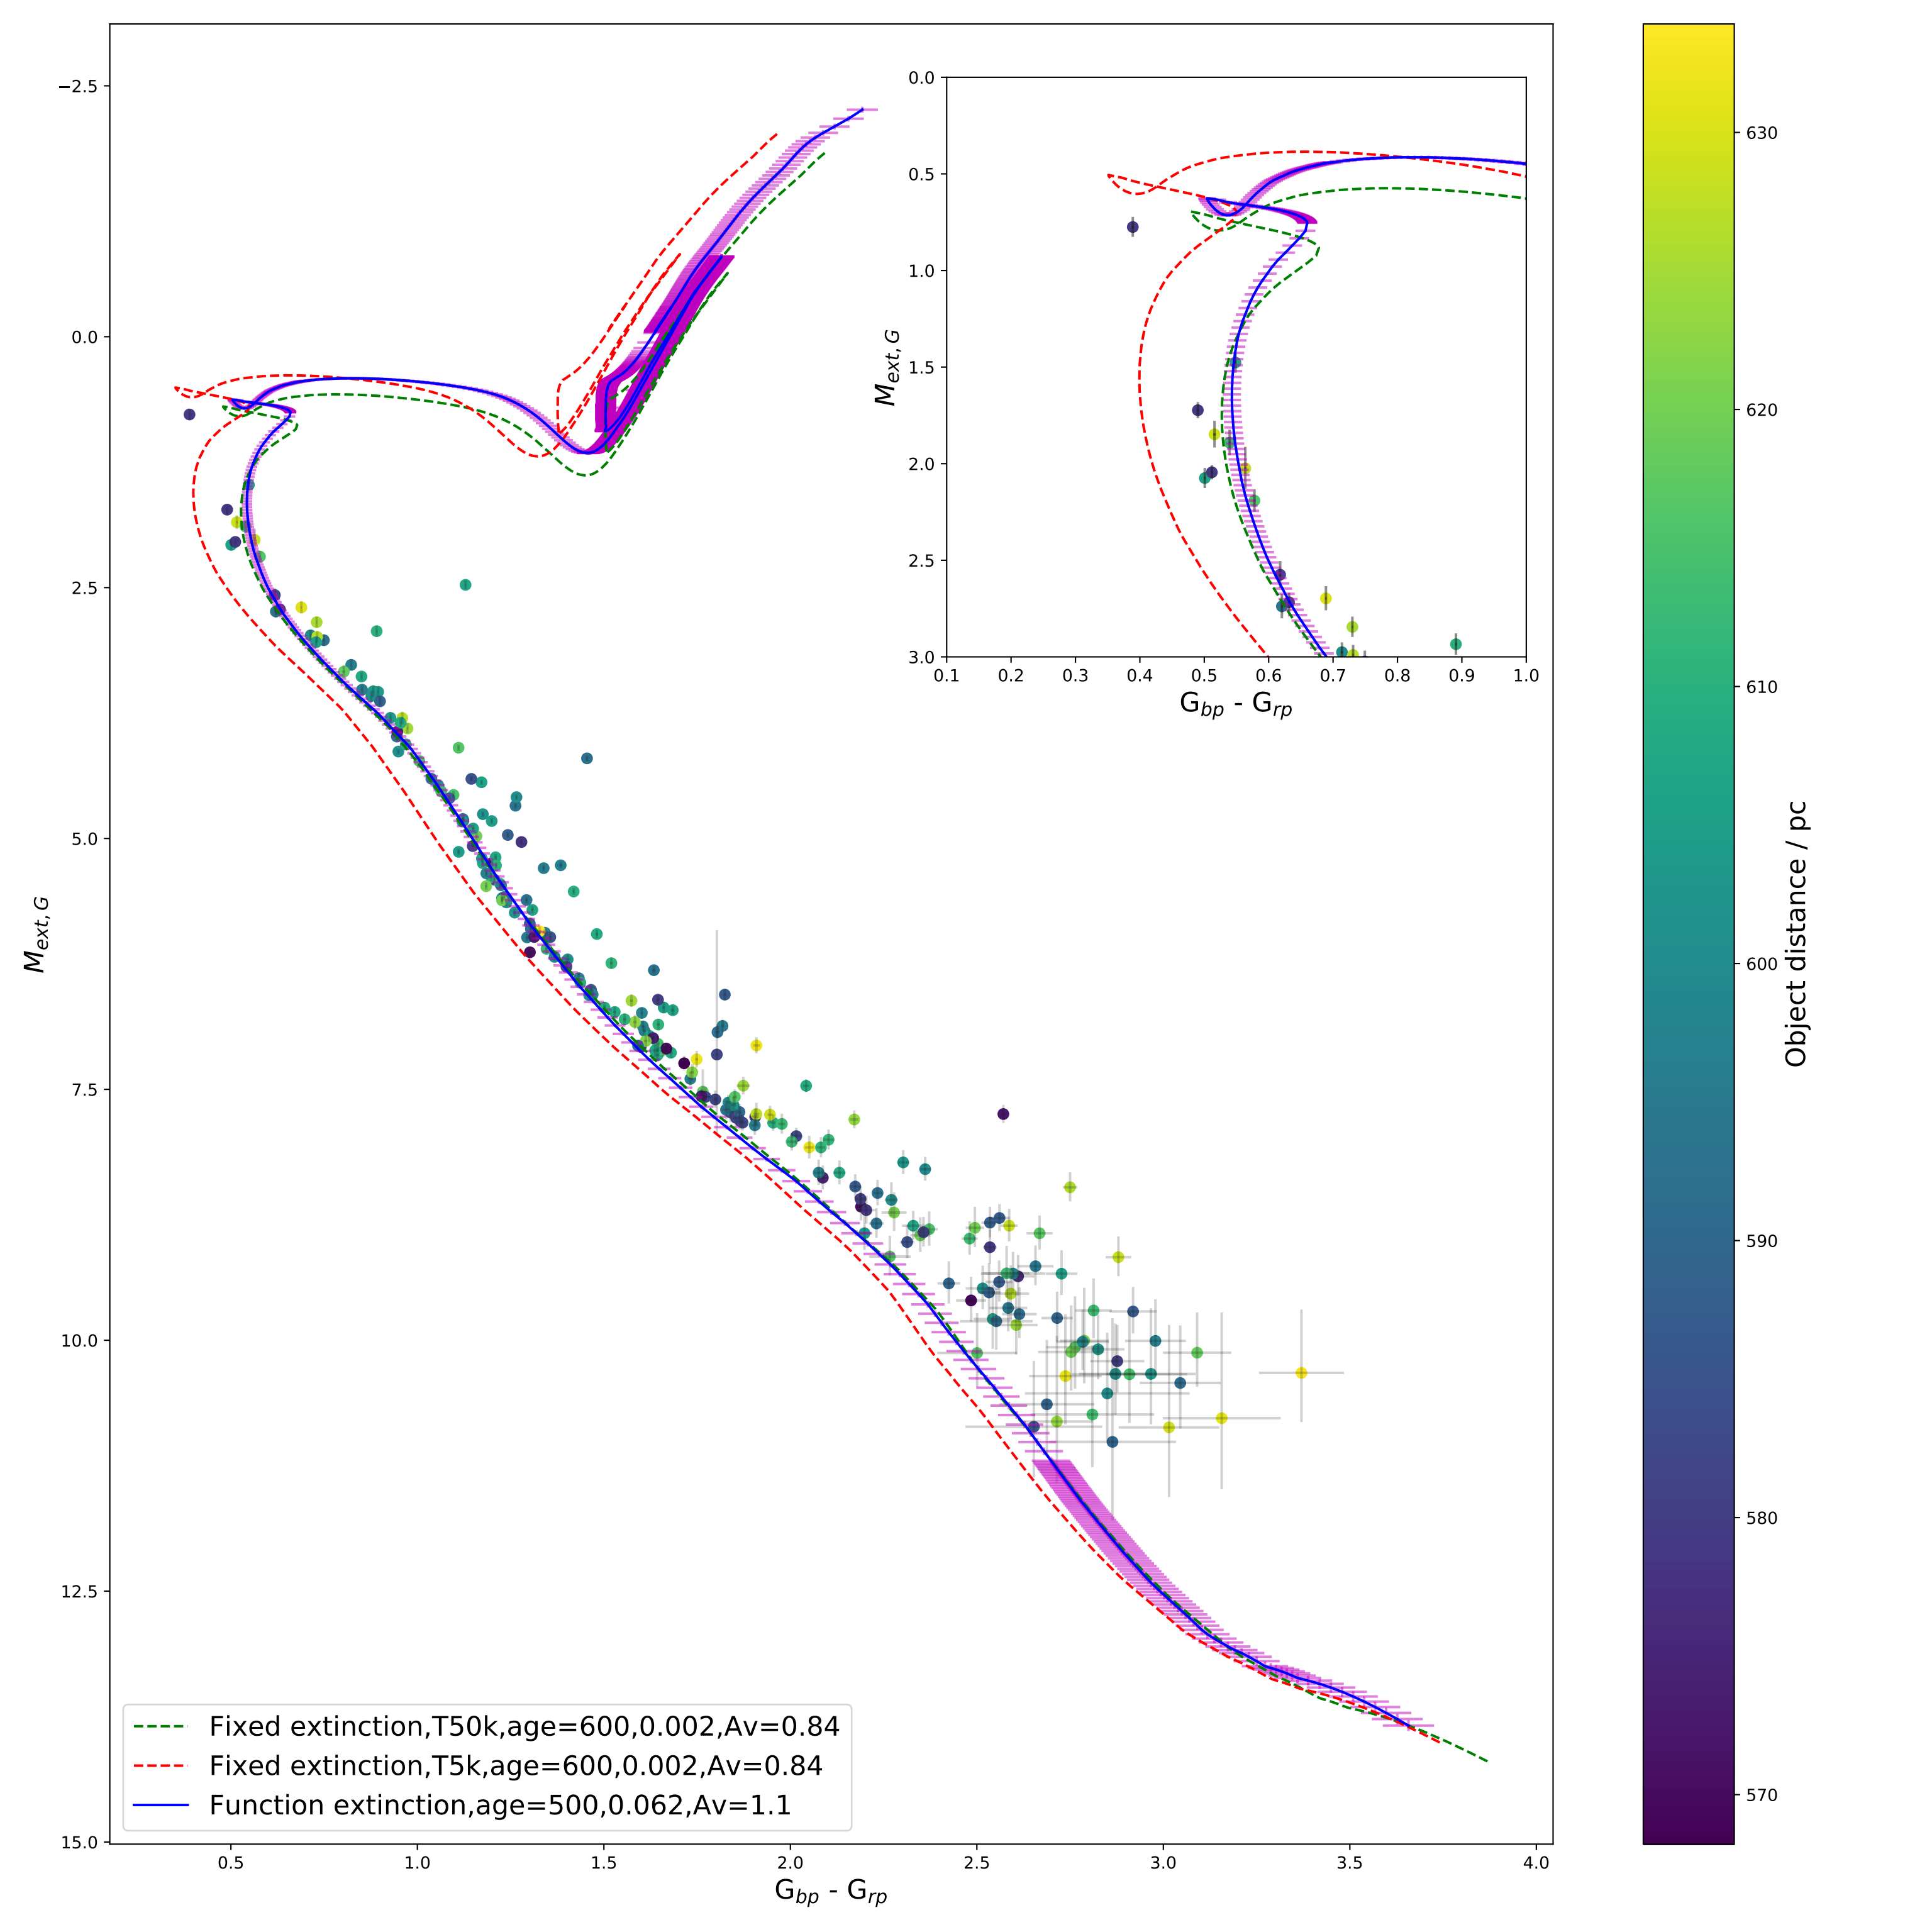 −2.5
0.0
2.5
5.0
7.5
10.0
12.5
15.0
M_ext, G
0.5 1.0 1.5 2.0 2.5 3.0 3.5 4.0
G_bp - G_rp
0.0
0.5
1.0
1.5
2.0
2.5
3.0
M_ext, G
0.1 0.2 0.3 0.4 0.5 0.6 0.7 0.8 0.9 1.0
G_bp - G_rp
Fixed extinction,T50k,age=600,0.002,Av=0.84
Fixed extinction,T5k,age=600,0.002,Av=0.84
Function extinction,age=500,0.062,Av=1.1
630
620
610
600
590
580
570
Object distance / pc